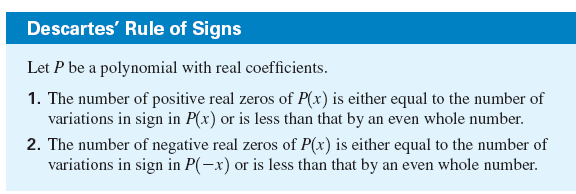 Descartes' Rule of Signs
Let P be a polynomial with real coefficients.
1. The number of positive real zeros of P(x) is either equal to the number of
variations in sign in P(x) or is less than that by an even whole number.
2. The number of negative real zeros of P(x) is either equal to the number of
variations in sign in P(−x) or is less than that by an even whole number.